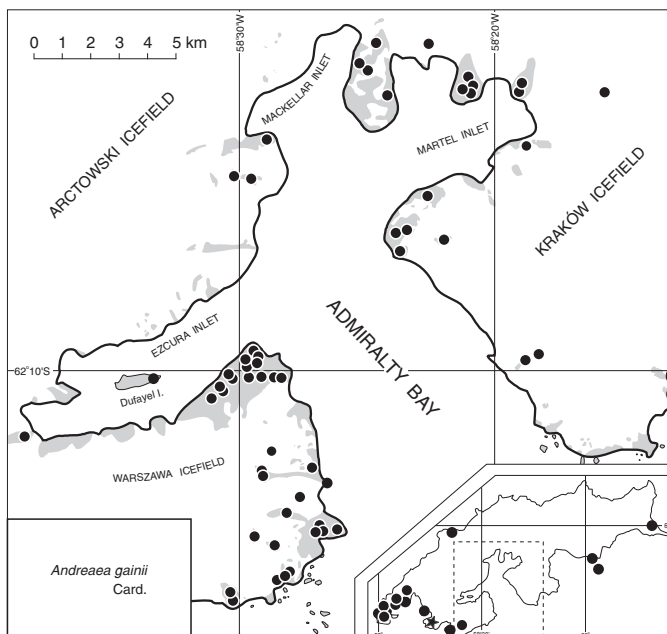 0 1 2 3 4 5 km
58°30'W
58°20'W
MACKELLAR INLET
ARCTOWSKI ICEFIELD
MARTEL INLET
KRAKÓW ICEFIELD
ADMIRALTY BAY
EZCURA INLET
62°10'S
Dufayel I.
WARSZAWA ICEFIELD
Andreaea gainii
Card.